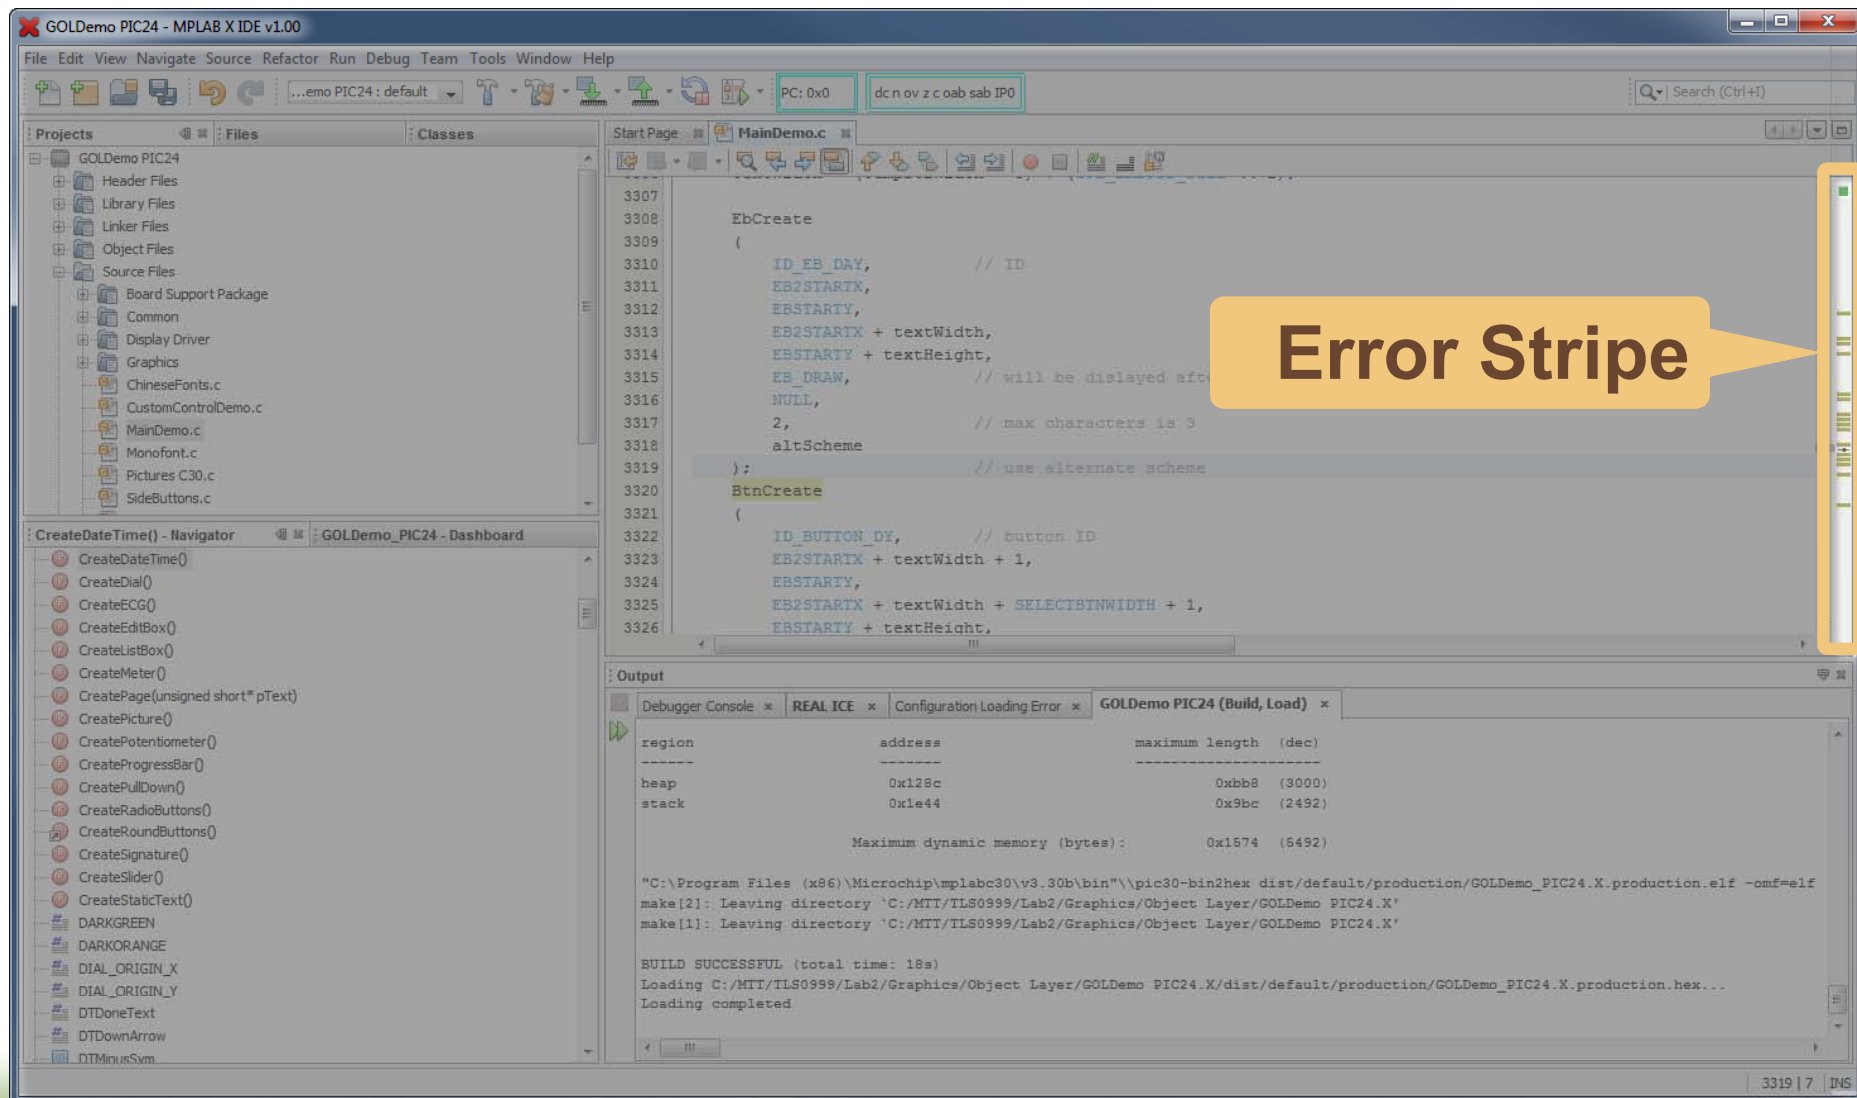 GOLDemo PIC24 - MPLAB X IDE v1.00
File Edit View Navigate Source Refactor Run Debug Team Tools Window Help
...emo PIC24 : default
PC: 0x0
dc n ov z c oab sab IP0
Search (Ctrl+I)
Projects
Files
Classes
GOLDemo PIC24
Header Files
Library Files
Linker Files
Object Files
Source Files
Board Support Package
Common
Display Driver
Graphics
ChineseFonts.c
CustomControlDemo.c
MainDemo.c
Monofont.c
Pictures C30.c
SideButtons.c
CreateDateTime() - Navigator
GOLDemo_PIC24 - Dashboard
CreateDateTime()
CreateDial()
CreateECG()
CreateEditBox()
CreateListBox()
CreateMeter()
CreatePage(unsigned short* pText)
CreatePicture()
CreatePotentiometer()
CreateProgressBar()
CreatePullDown()
CreateRadioButtons()
CreateRoundButtons()
CreateSignature()
CreateSlider()
CreateStaticText()
DARKGREEN
DARKORANGE
DIAL_ORIGIN_X
DIAL_ORIGIN_Y
DTDoneText
DTDownArrow
DTMinusSym
Start Page
MainDemo.c
3307
3308 EbCreate
3309 (
3310 ID_EB_DAY, // ID
3311 EB2STARTX,
3312 EBSTARTY,
3313 EB2STARTX + textWidth,
3314 EBSTARTY + textHeight,
3315 EB_DRAW, // will be dislayed afte
3316 NULL,
3317 2, // max characters is 3
3318 altScheme
3319 ); // use alternate scheme
3320 BtnCreate
3321 (
3322 ID_BUTTON_DY, // button ID
3323 EB2STARTX + textWidth + 1,
3324 EBSTARTY,
3325 EB2STARTX + textWidth + SELECTBTNWIDTH + 1,
3326 EBSTARTY + textHeight,
Error Stripe
Output
Debugger Console
REAL ICE
Configuration Loading Error
GOLDemo PIC24 (Build, Load)
region address maximum length (dec)
------ ------- ---------------------
heap 0x128c 0xbb8 (3000)
stack 0x1e44 0x9bc (2492)
Maximum dynamic memory (bytes): 0x1574 (5492)
"C:\Program Files (x86)\Microchip\mplabc30\v3.30b\bin"\\pic30-bin2hex dist/default/production/GOLDemo_PIC24.X.production.elf -omf=elf
make[2]: Leaving directory `C:/MTT/TLS0999/Lab2/Graphics/Object Layer/GOLDemo PIC24.X'
make[1]: Leaving directory `C:/MTT/TLS0999/Lab2/Graphics/Object Layer/GOLDemo PIC24.X'
BUILD SUCCESSFUL (total time: 18s)
Loading C:/MTT/TLS0999/Lab2/Graphics/Object Layer/GOLDemo PIC24.X/dist/default/production/GOLDemo_PIC24.X.production.hex...
Loading completed
3319 | 7
INS